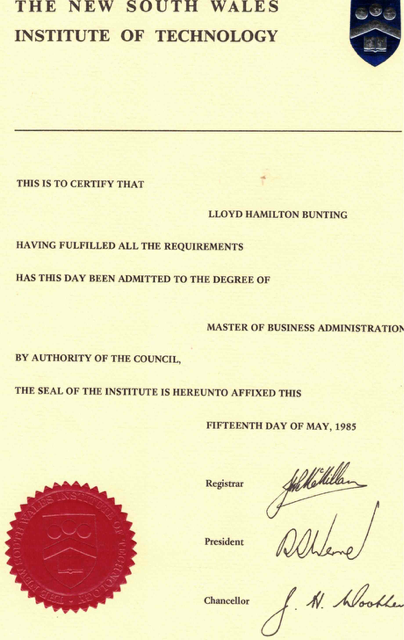 THE NEW SOUTH WALES
INSTITUTE OF TECHNOLOGY
THIS IS TO CERTIFY THAT
LLOYD HAMILTON BUNTING
HAVING FULFILLED ALL THE REQUIREMENTS
HAS THIS DAY BEEN ADMITTED TO THE DEGREE OF
MASTER OF BUSINESS ADMINISTRATION
BY AUTHORITY OF THE COUNCIL,
THE SEAL OF THE INSTITUTE IS HEREUNTO AFFIXED THIS
FIFTEENTH DAY OF MAY, 1985
Registrar
President
Chancellor